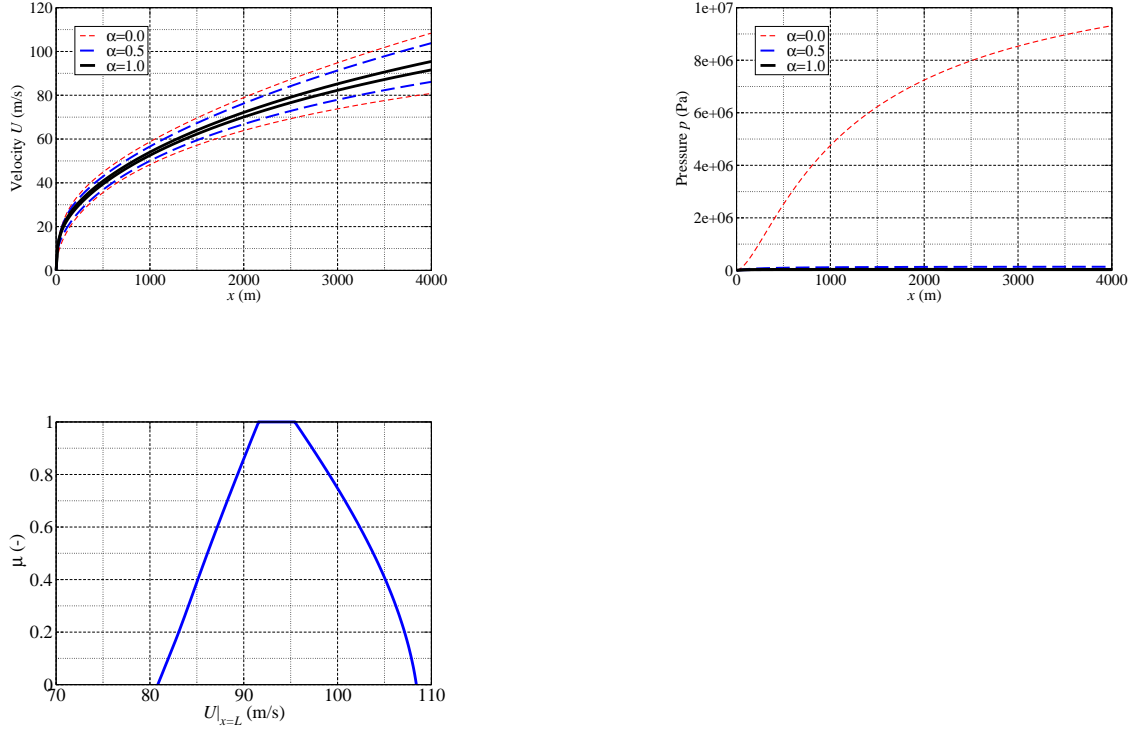 120
100
80
60
40
20
0
Velocity U (m/s)
α=0.0
α=0.5
α=1.0
0 1000 2000 3000 4000
x (m)
1e+07
8e+06
6e+06
4e+06
2e+06
0
Pressure p (Pa)
α=0.0
α=0.5
α=1.0
0 1000 2000 3000 4000
x (m)
1
0.8
0.6
0.4
0.2
0
μ (-)
70 80 90 100 110
U|x=L (m/s)